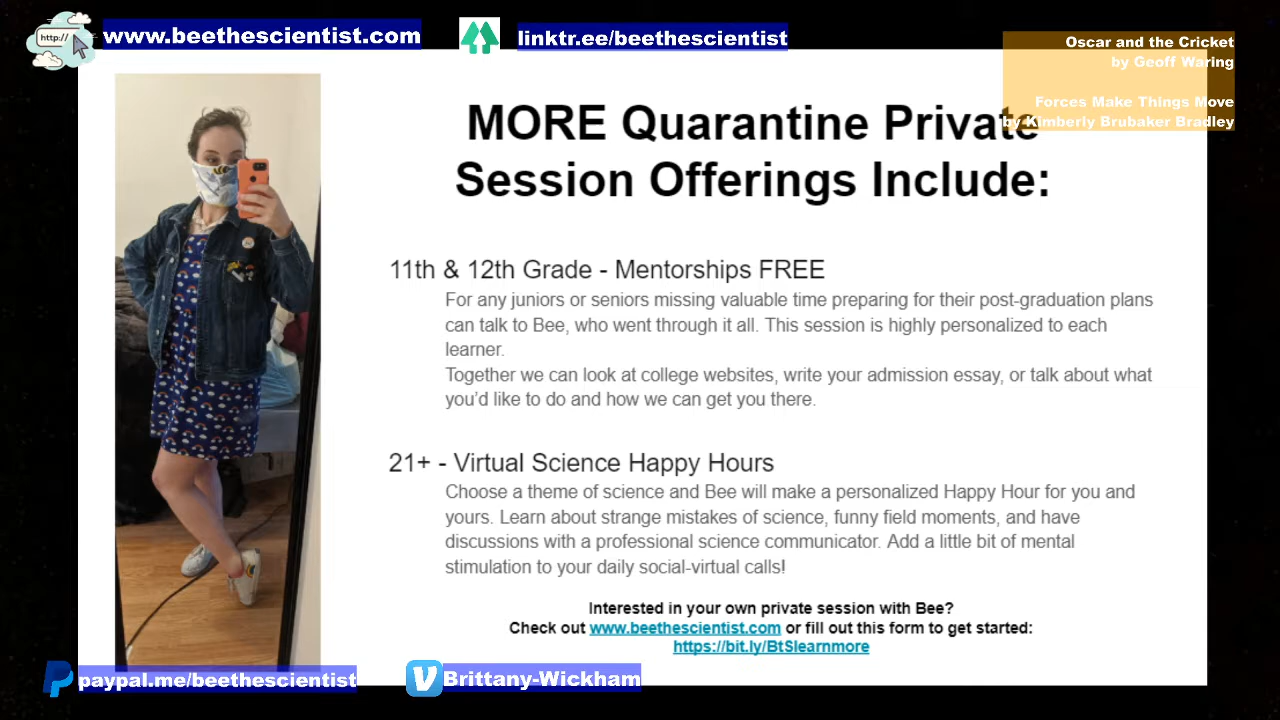 http://
www.beethescientist.com
linktr.ee/beethescientist
Oscar and the Cricket
by Geoff Waring
Forces Make Things Move
by Kimberly Brubaker Bradley
MORE Quarantine Private
Session Offerings Include:
11th & 12th Grade - Mentorships FREE
For any juniors or seniors missing valuable time preparing for their post-graduation plans
can talk to Bee, who went through it all. This session is highly personalized to each
learner.
Together we can look at college websites, write your admission essay, or talk about what
you'd like to do and how we can get you there.
21+ - Virtual Science Happy Hours
Choose a theme of science and Bee will make a personalized Happy Hour for you and
yours. Learn about strange mistakes of science, funny field moments, and have
discussions with a professional science communicator. Add a little bit of mental
stimulation to your daily social-virtual calls!
Interested in your own private session with Bee?
Check out www.beethescientist.com or fill out this form to get started:
https://bit.ly/BtSlearnmore
paypal.me/beethescientist
Brittany-Wickham